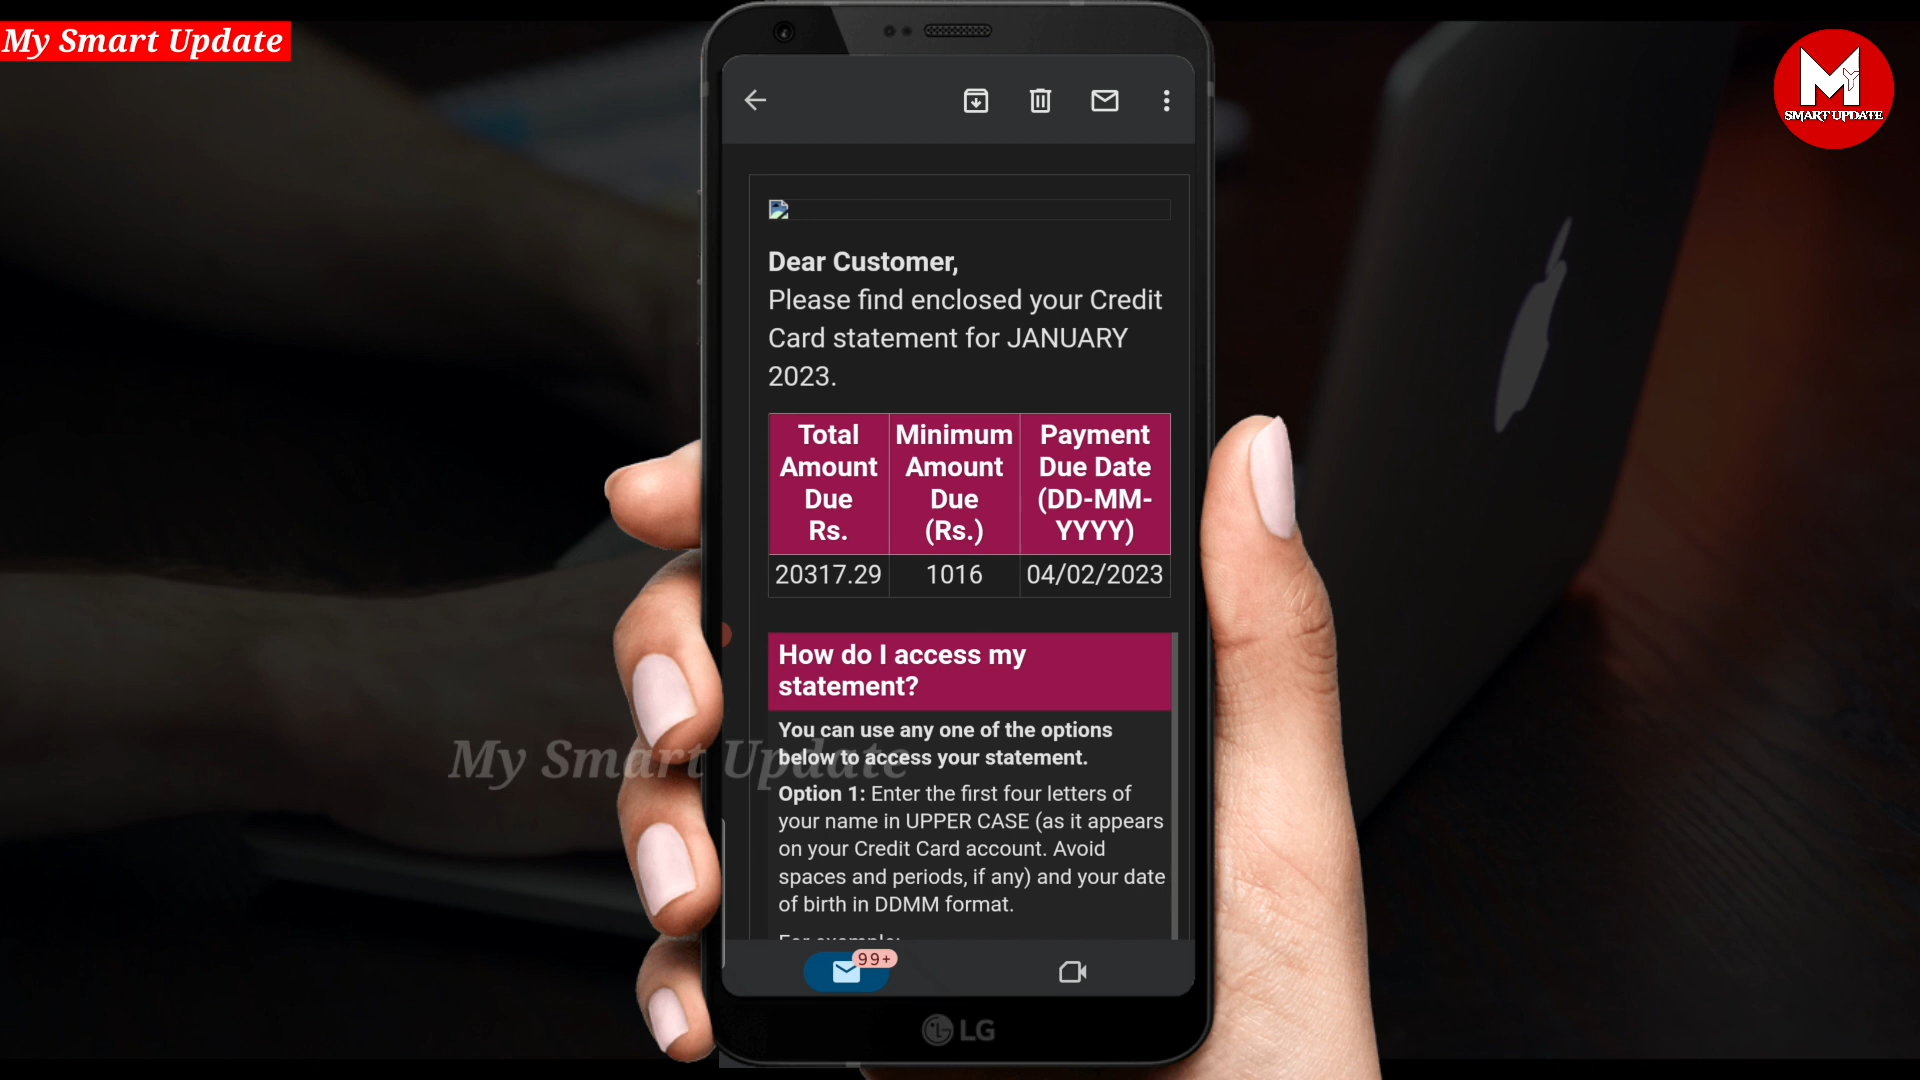 My Smart Update
MY
SMART UPDATE
Dear Customer,
Please find enclosed your Credit
Card statement for JANUARY
2023.
Total Amount Due Rs.
Minimum Amount Due (Rs.)
Payment Due Date (DD-MM-YYYY)
20317.29 1016 04/02/2023
How do I access my
statement?
You can use any one of the options
below to access your statement.
My Smart Update
Option 1: Enter the first four letters of
your name in UPPER CASE (as it appears
on your Credit Card account. Avoid
spaces and periods, if any) and your date
of birth in DDMM format.
For example:
99+
LG